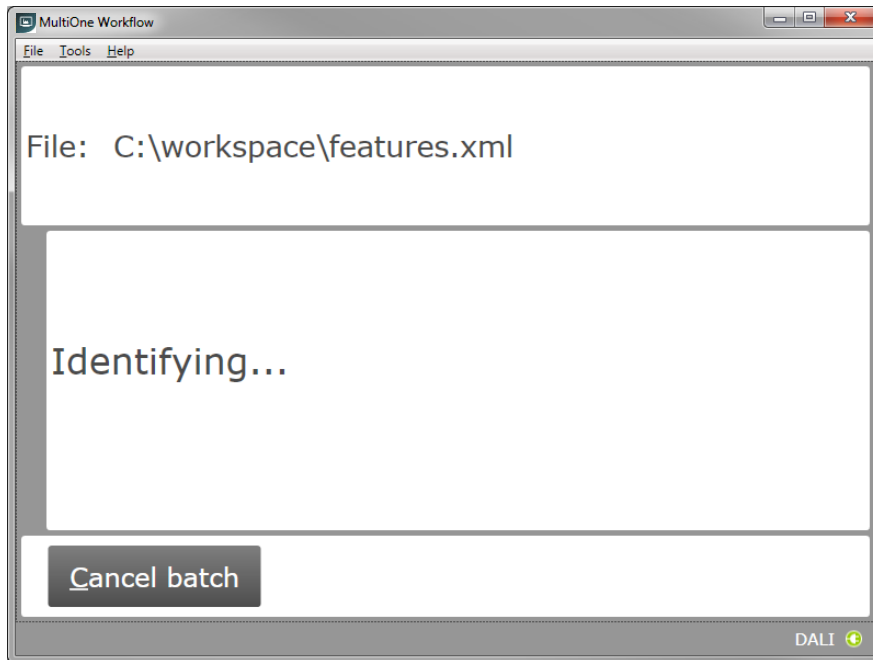 MultiOne Workflow
File Tools Help
File: C:\workspace\features.xml
Identifying...
Cancel batch
DALI